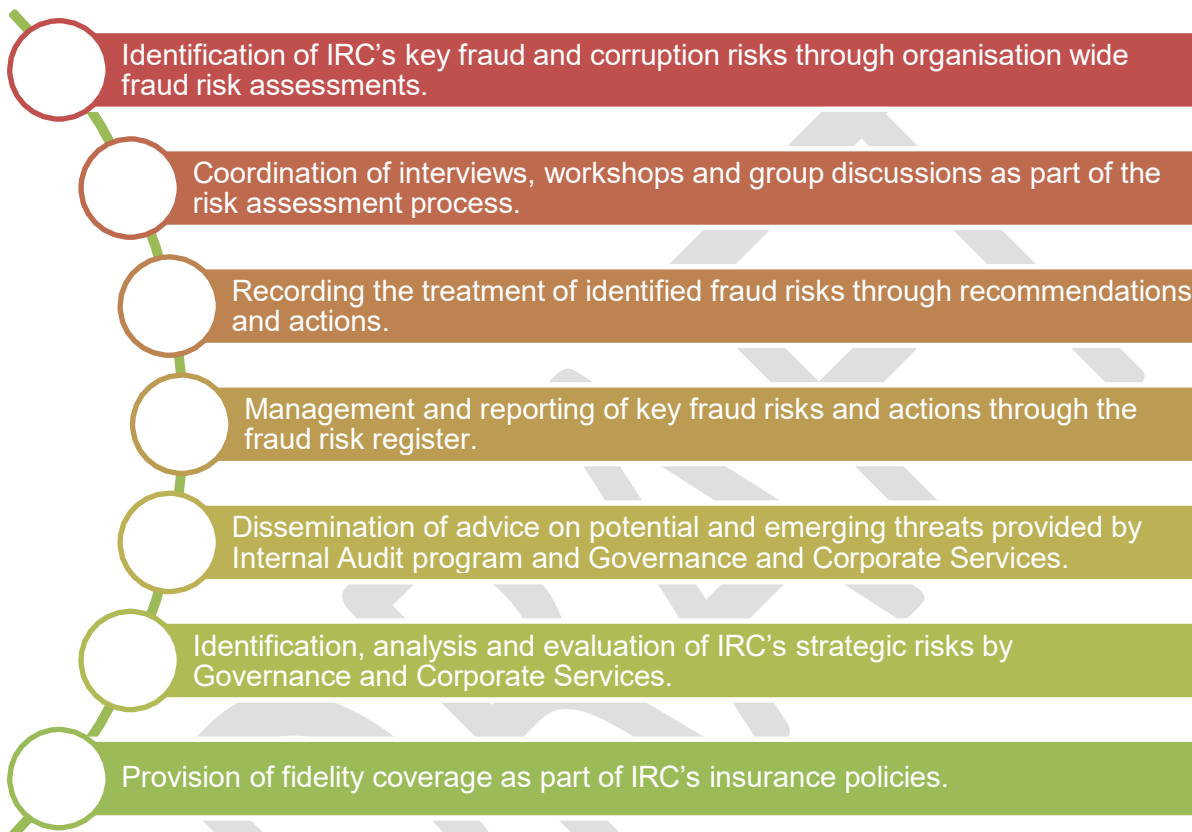 Identification of IRC’s key fraud and corruption risks through organisation wide
fraud risk assessments.
Coordination of interviews, workshops and group discussions as part of the
risk assessment process.
Recording the treatment of identified fraud risks through recommendations
and actions.
Management and reporting of key fraud risks and actions through the
fraud risk register.
Dissemination of advice on potential and emerging threats provided by
Internal Audit program and Governance and Corporate Services.
Identification, analysis and evaluation of IRC’s strategic risks by
Governance and Corporate Services.
Provision of fidelity coverage as part of IRC’s insurance policies.